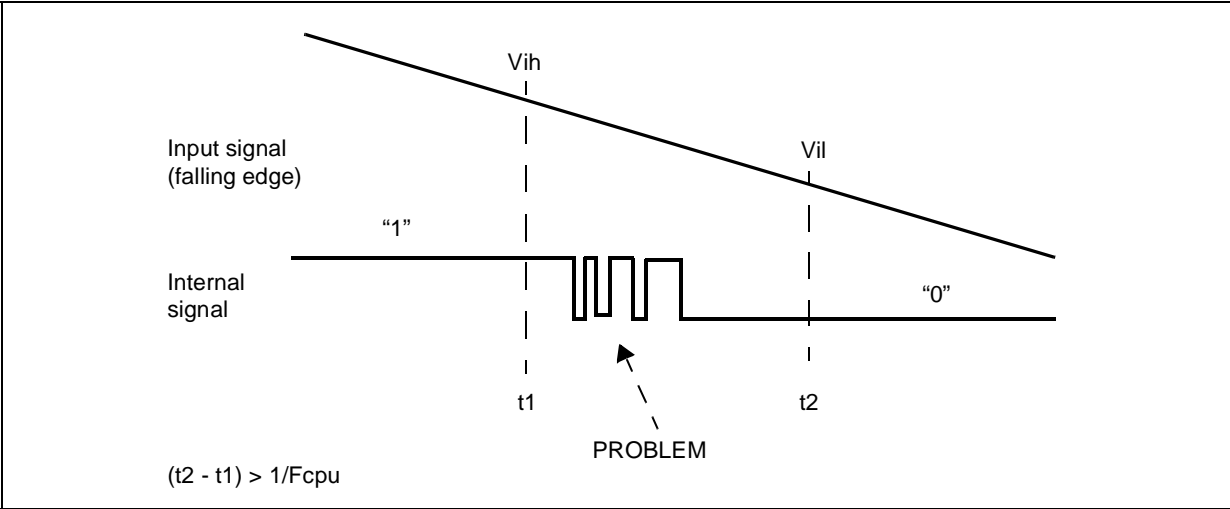 Vih
Vil
Input signal
(falling edge)
“1”
Internal
signal
“0”
t1
t2
PROBLEM
(t2 - t1) > 1/Fcpu